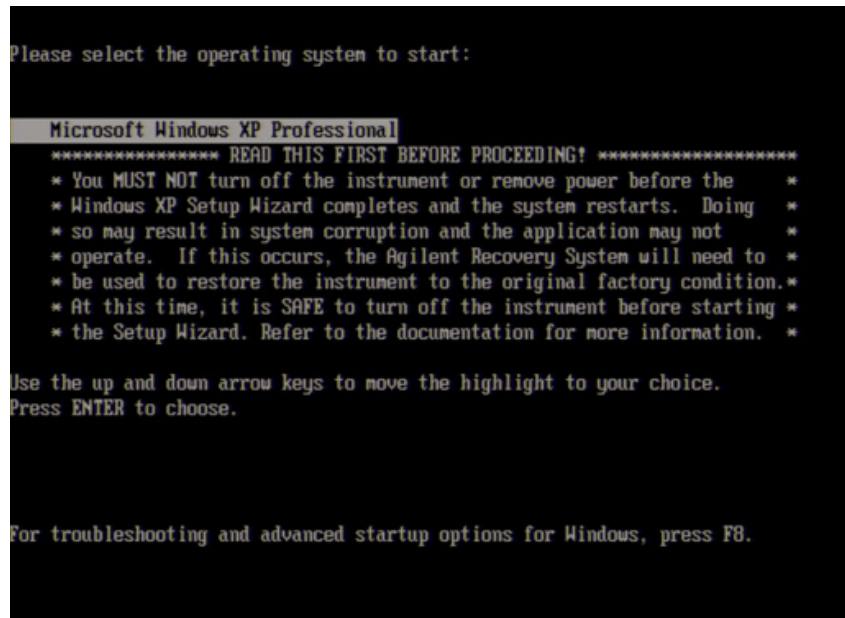 Please select the operating system to start:
Microsoft Windows XP Professional
**************** READ THIS FIRST BEFORE PROCEEDING! *******************
* You MUST NOT turn off the instrument or remove power before the *
* Windows XP Setup Wizard completes and the system restarts. Doing *
* so may result in system corruption and the application may not *
* operate. If this occurs, the Agilent Recovery System will need to *
* be used to restore the instrument to the original factory condition.*
* At this time, it is SAFE to turn off the instrument before starting *
* the Setup Wizard. Refer to the documentation for more information. *
Use the up and down arrow keys to move the highlight to your choice.
Press ENTER to choose.
For troubleshooting and advanced startup options for Windows, press F8.